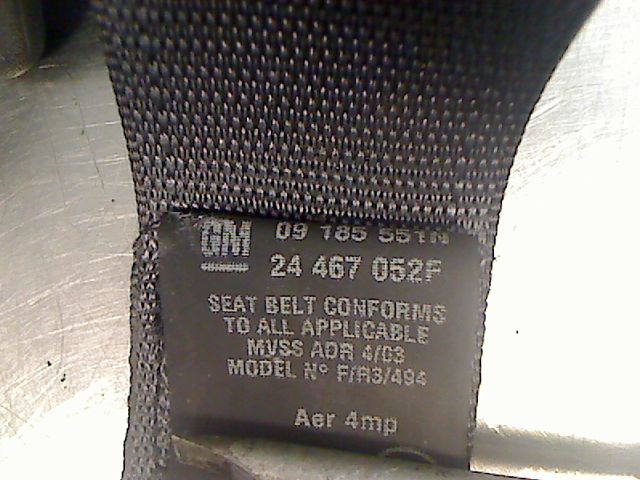 GM 09 185 551N
24 467 052F
SEAT BELT CONFORMS
TO ALL APPLICABLE
MVSS ADR 4/03
MODEL Nº F/R3/494
Aer 4mp